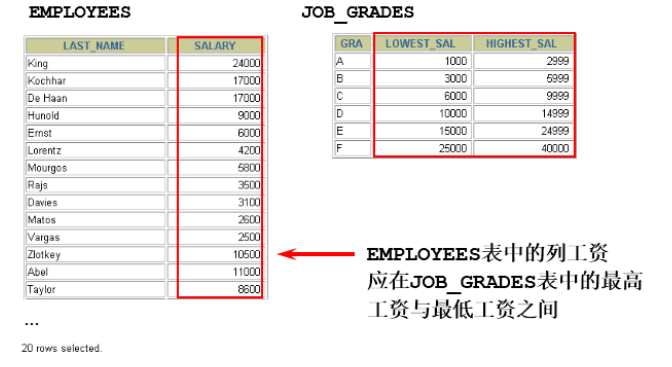 EMPLOYEES
LAST_NAME SALARY
King 24000
Kochhar 17000
De Haan 17000
Hunold 9000
Ernst 6000
Lorentz 4200
Mourgos 5800
Rajs 3500
Davies 3100
Matos 2600
Vargas 2500
Zlotkey 10500
Abel 11000
Taylor 8600
...
20 rows selected.
JOB_GRADES
GRA LOWEST_SAL HIGHEST_SAL
A 1000 2999
B 3000 5999
C 6000 9999
D 10000 14999
E 15000 24999
F 25000 40000
EMPLOYEES表中的列工资
应在JOB_GRADES表中的最高
工资与最低工资之间